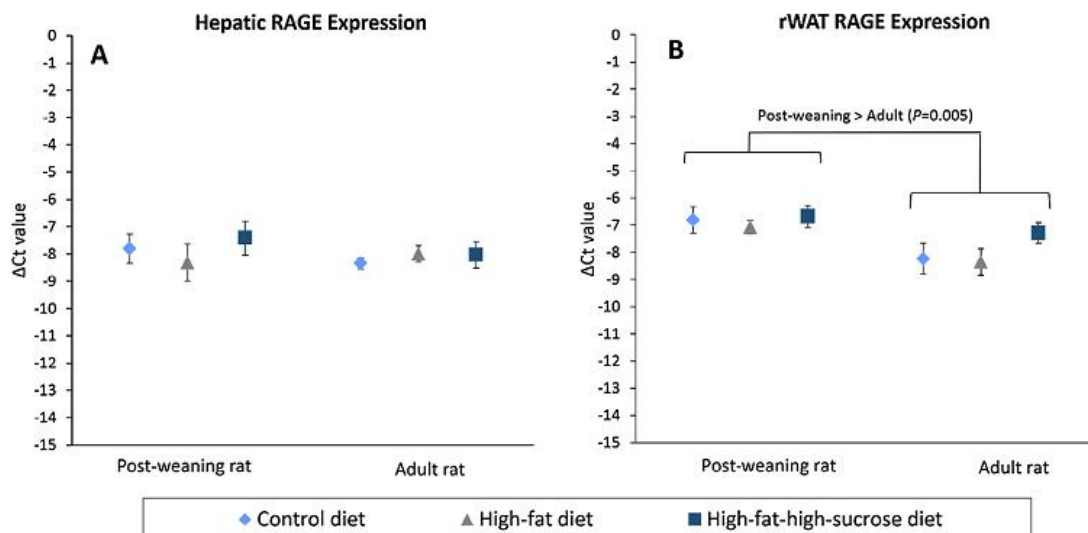 Hepatic RAGE Expression
A
0
-1
-2
-3
-4
-5
-6
-7
-8
-9
-10
-11
-12
-13
-14
-15
ΔCt value
Post-weaning rat
Adult rat
rWAT RAGE Expression
B
0
-1
-2
-3
-4
-5
-6
-7
-8
-9
-10
-11
-12
-13
-14
-15
ΔCt value
Post-weaning > Adult (P=0.005)
Post-weaning rat
Adult rat
Control diet
High-fat diet
High-fat-high-sucrose diet